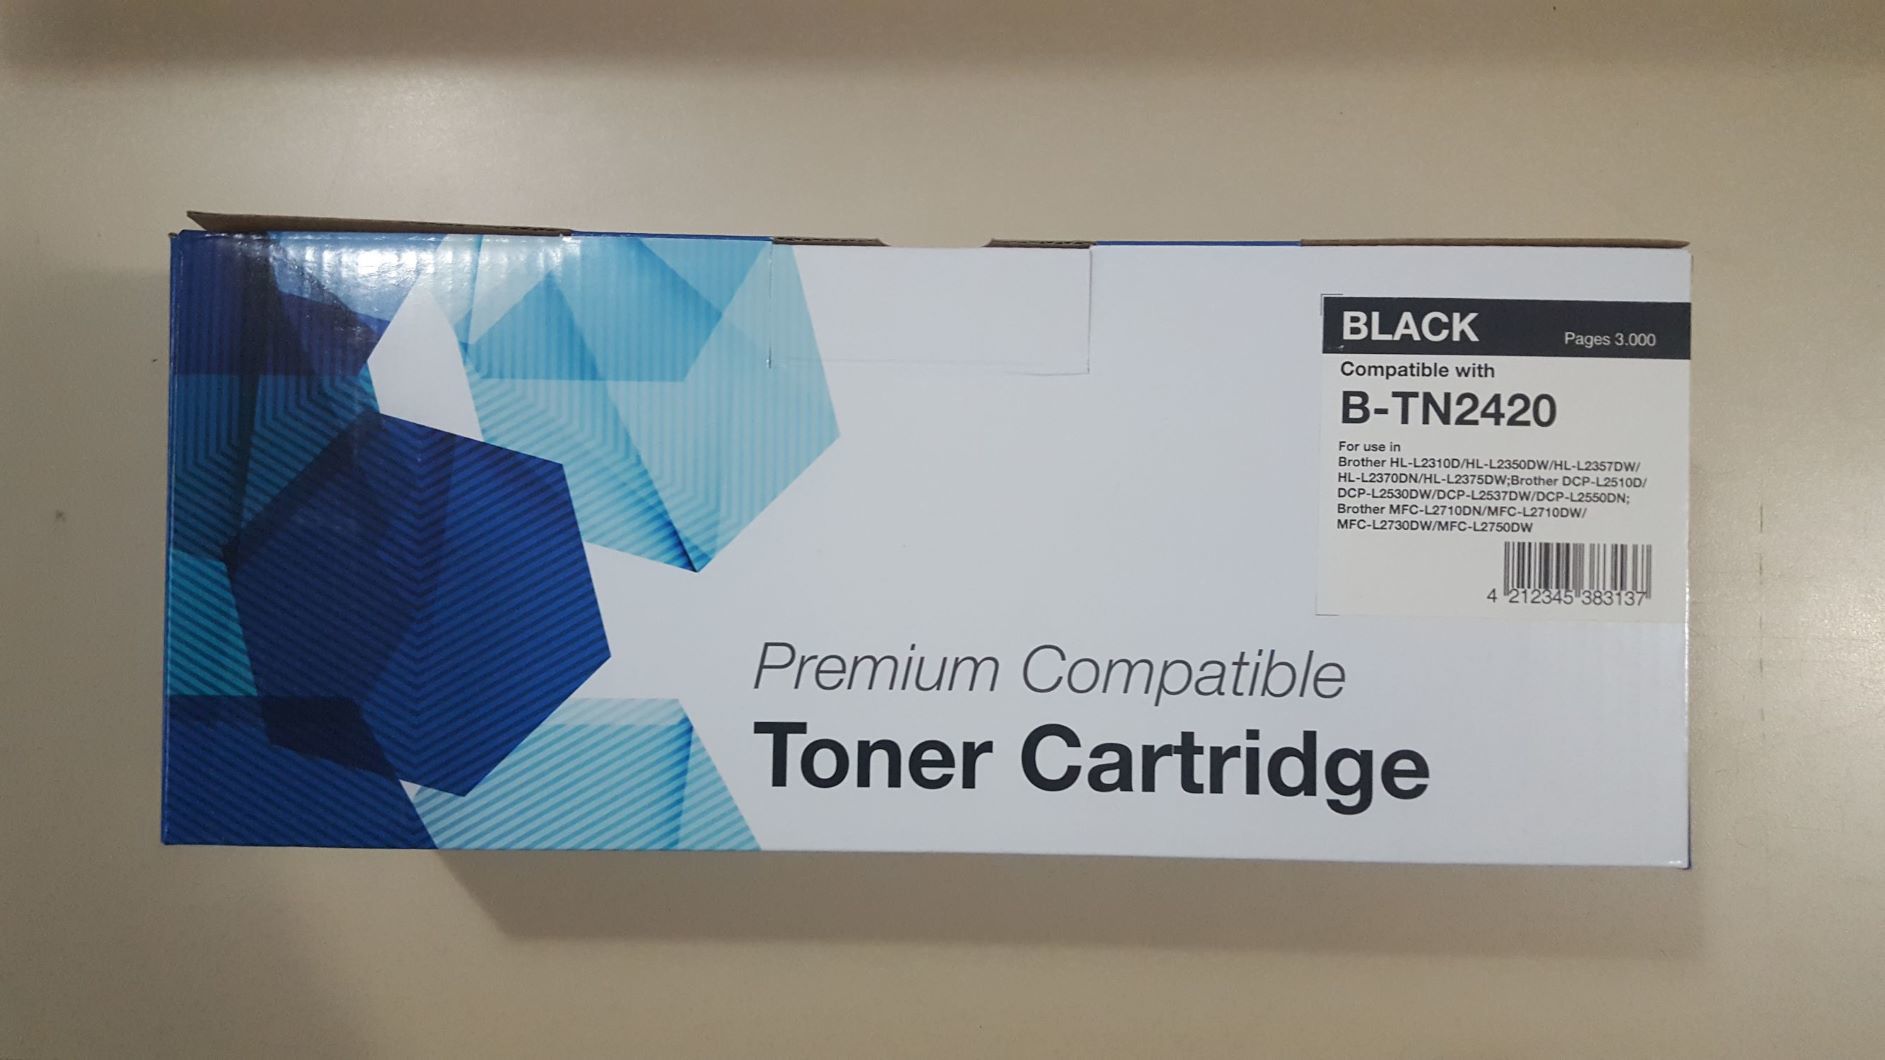 BLACK Pages 3.000
Compatible with
B-TN2420
For use in
Brother HL-L2310D/HL-L2350DW/HL-L2357DW/
HL-L2370DN/HL-L2375DW;Brother DCP-L2510D/
DCP-L2530DW/DCP-L2537DW/DCP-L2550DN;
Brother MFC-L2710DN/MFC-L2710DW/
MFC-L2730DW/MFC-L2750DW
4 212345 383137
Premium Compatible
Toner Cartridge